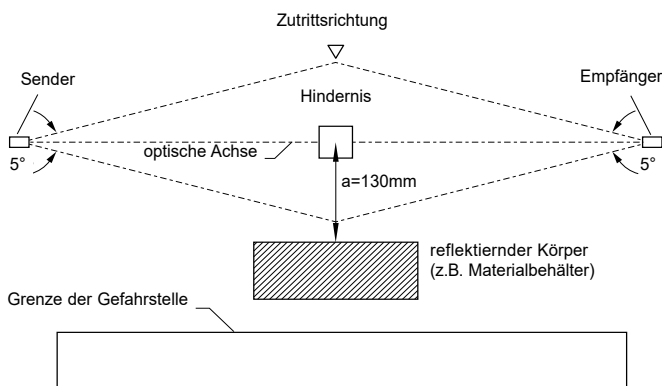 Zutrittsrichtung
Sender
Empfänger
Hindernis
optische Achse
5°
5°
a=130mm
reflektiernder Körper
(z.B. Materialbehälter)
Grenze der Gefahrstelle